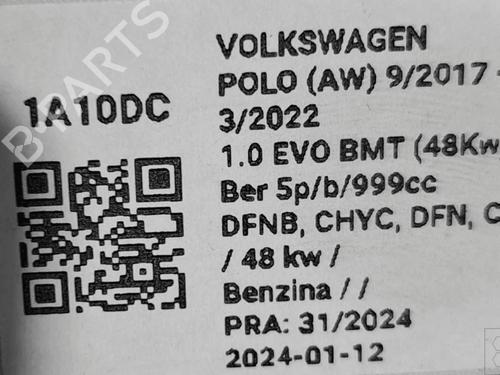 1A10DC
VOLKSWAGEN
POLO (AW) 9/2017 -
3/2022
1.0 EVO BMT (48Kw
Ber 5p/b/999cc
DFNB, CHYC, DFN, C
/ 48 kw /
Benzina / /
PRA: 31/2024
2024-01-12
B-PARTS